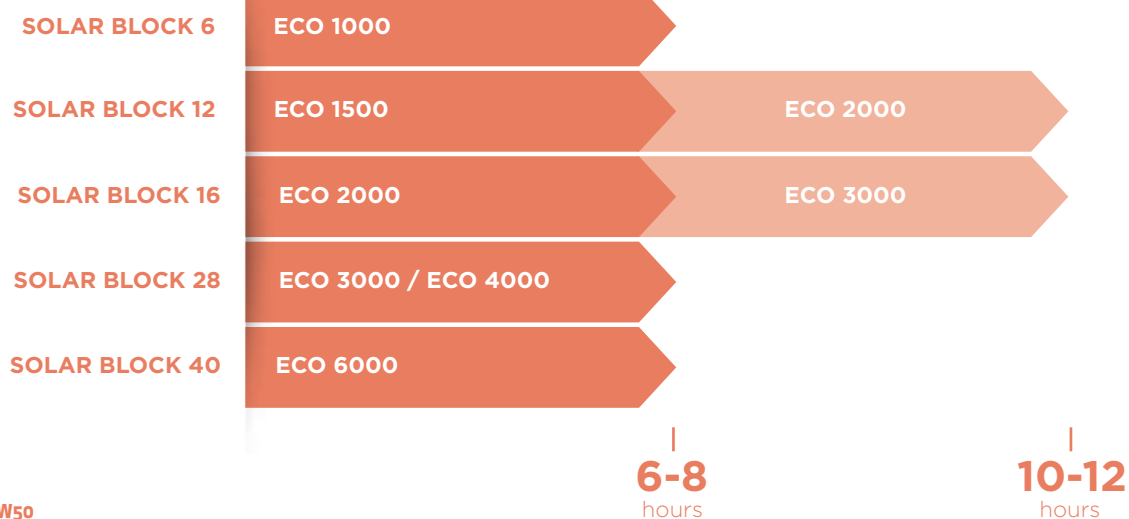 SOLAR BLOCK 6 ECO 1000
SOLAR BLOCK 12 ECO 1500 ECO 2000
SOLAR BLOCK 16 ECO 2000 ECO 3000
SOLAR BLOCK 28 ECO 3000 / ECO 4000
SOLAR BLOCK 40 ECO 6000
6-8 10-12
hours hours